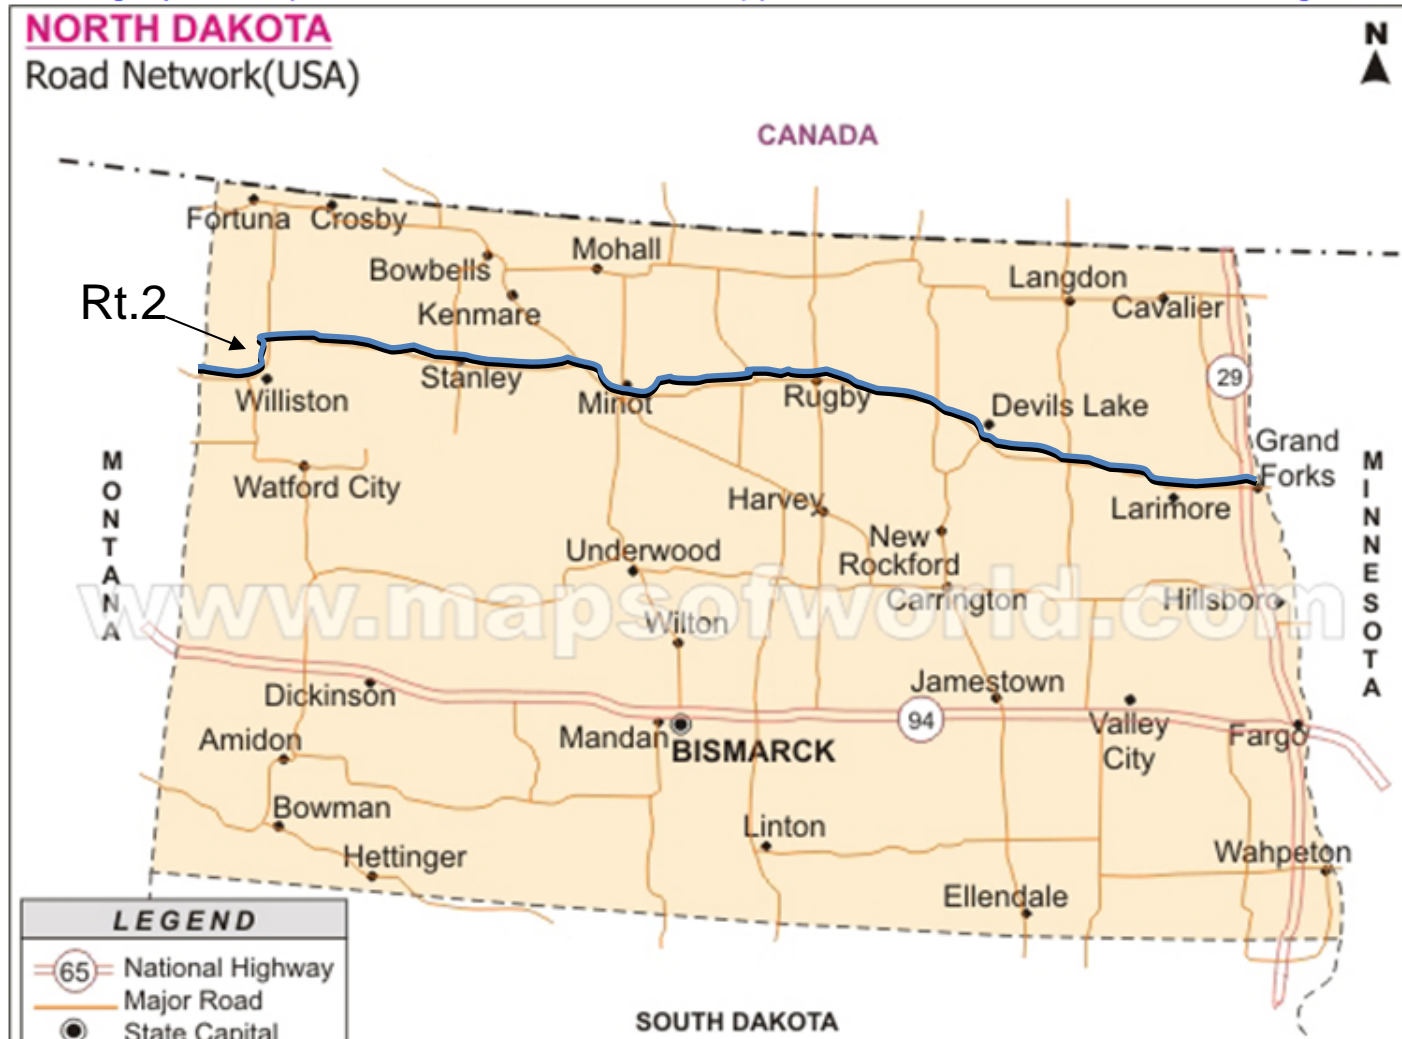 NORTH DAKOTA
Road Network(USA)
N
CANADA
Fortuna
Crosby
Bowbells
Mohall
Langdon
Cavalier
Kenmare
Rt.2
29
Stanley
Williston
Minot
Rugby
Devils Lake
Grand
Forks
MONTANA
MINNESOTA
Watford City
Harvey
Larimore
New
Rockford
Underwood
Carrington
Hillsboro
www.mapsofworld.com
Wilton
Dickinson
Jamestown
94
Mandan
BISMARCK
Valley
City
Fargo
Amidon
Bowman
Linton
Hettinger
Wahpeton
Ellendale
LEGEND
65 National Highway
Major Road
State Capital
SOUTH DAKOTA